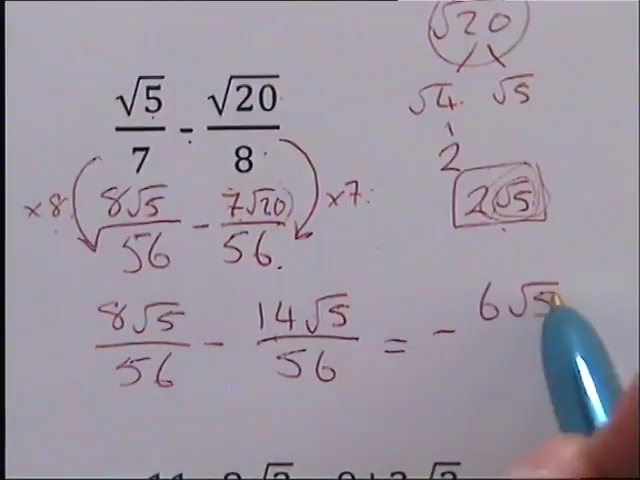 √20
√4 √5
2
2√5
√5/7 - √20/8
×8 8√5/56 - 7√20/56 ×7
8√5/56 - 14√5/56 = - 6√5